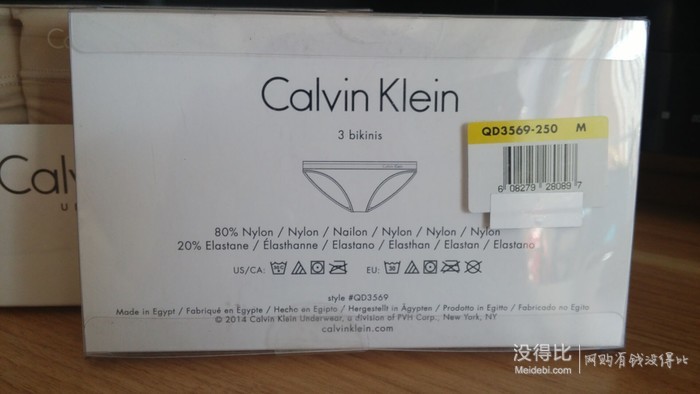 Calvin Klein
3 bikinis
QD3569-250 M
6 08279 28089 7
80% Nylon / Nylon / Nailon / Nylon / Nylon / Nylon
20% Elastane / Élasthanne / Elastano / Elasthan / Elastan / Elastano
US/CA: EU:
style #QD3569
Made in Egypt / Fabriqué en Égypte / Hecho en Egipto / Hergestellt in Ägypten / Prodotto in Egitto / Fabricado no Egito
© 2014 Calvin Klein Underwear, a division of PVH Corp., New York, NY
calvinklein.com
Cal
没得比
Meidebi.com
网购有钱没得比